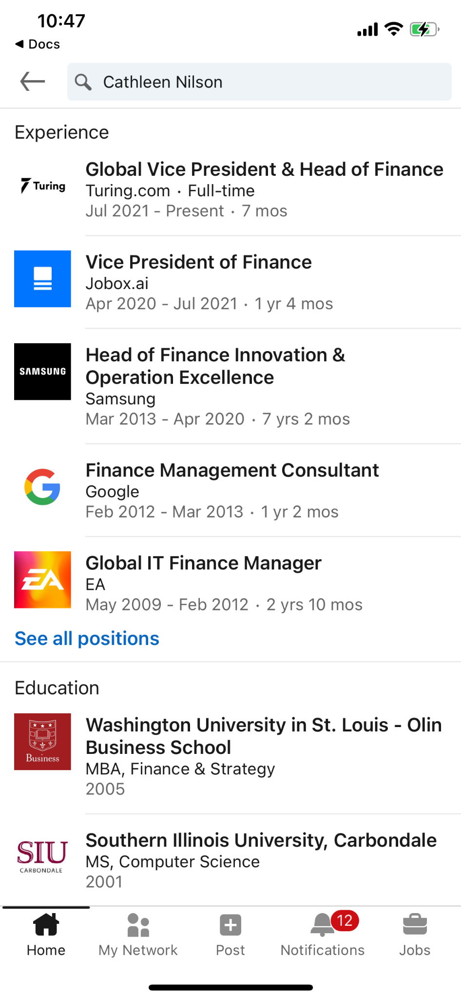 10:47
◀ Docs
Cathleen Nilson
Experience
Turing
Global Vice President & Head of Finance
Turing.com · Full-time
Jul 2021 - Present · 7 mos
Vice President of Finance
Jobox.ai
Apr 2020 - Jul 2021 · 1 yr 4 mos
SAMSUNG
Head of Finance Innovation &
Operation Excellence
Samsung
Mar 2013 - Apr 2020 · 7 yrs 2 mos
G
Finance Management Consultant
Google
Feb 2012 - Mar 2013 · 1 yr 2 mos
EA
Global IT Finance Manager
EA
May 2009 - Feb 2012 · 2 yrs 10 mos
See all positions
Education
Business
Washington University in St. Louis - Olin
Business School
MBA, Finance & Strategy
2005
SIU
CARBONDALE
Southern Illinois University, Carbondale
MS, Computer Science
2001
12
Home
My Network
Post
Notifications
Jobs